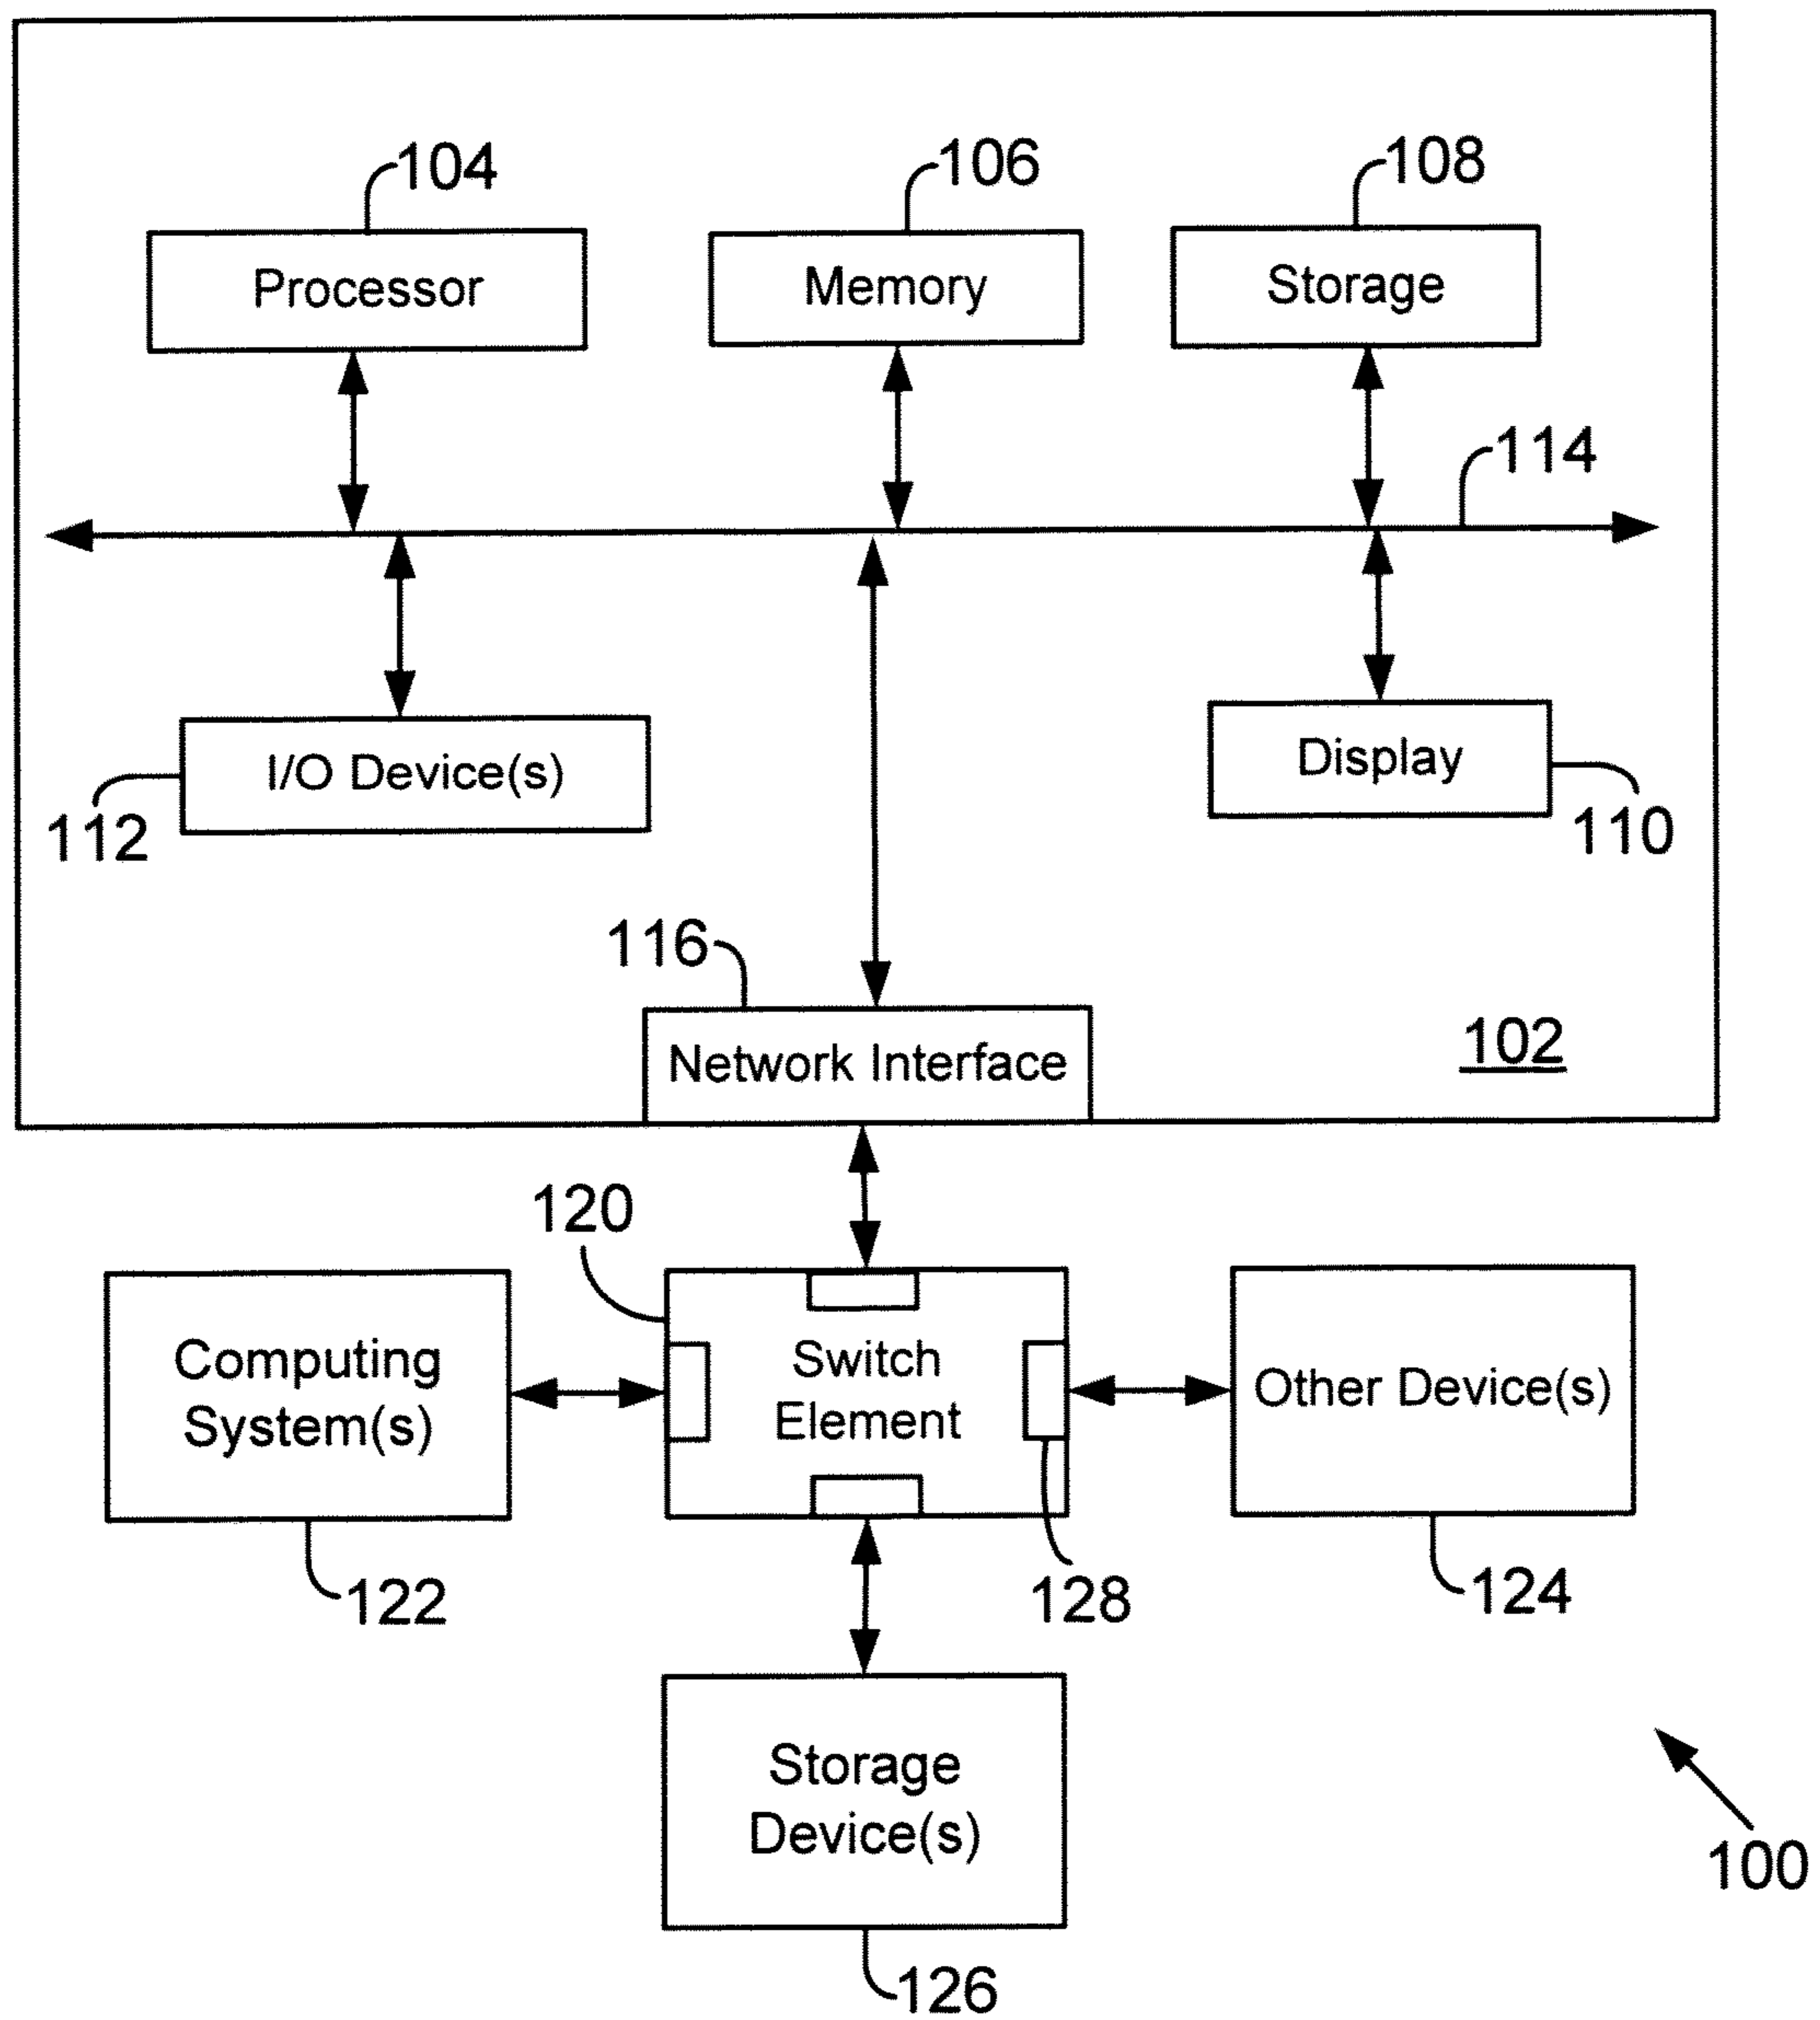 104
106
108
Processor
Memory
Storage
114
I/O Device(s)
Display
112
110
116
Network Interface
102
120
Computing
System(s)
Switch
Element
Other Device(s)
122
128
124
Storage
Device(s)
100
126